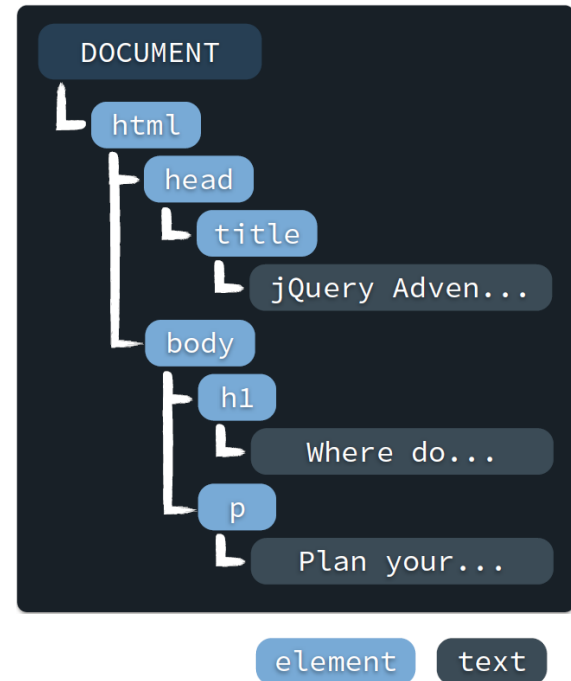 DOCUMENT
html
head
title
jQuery Adven...
body
h1
Where do...
p
Plan your...
element text